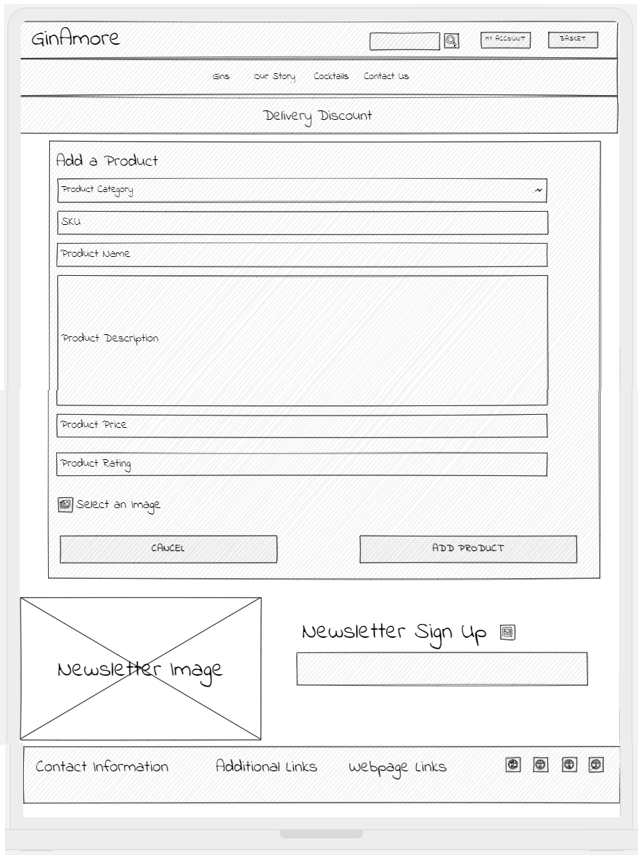 GinAmore
MY ACCOUNT
BASKET
Gins
Our Story
Cocktails
Contact Us
Delivery Discount
Add a Product
Product Category
SKU
Product Name
Product Description
Product Price
Product Rating
Select an Image
CANCEL
ADD PRODUCT
Newsletter Image
Newsletter Sign Up
Contact Information
Additional Links
Webpage Links